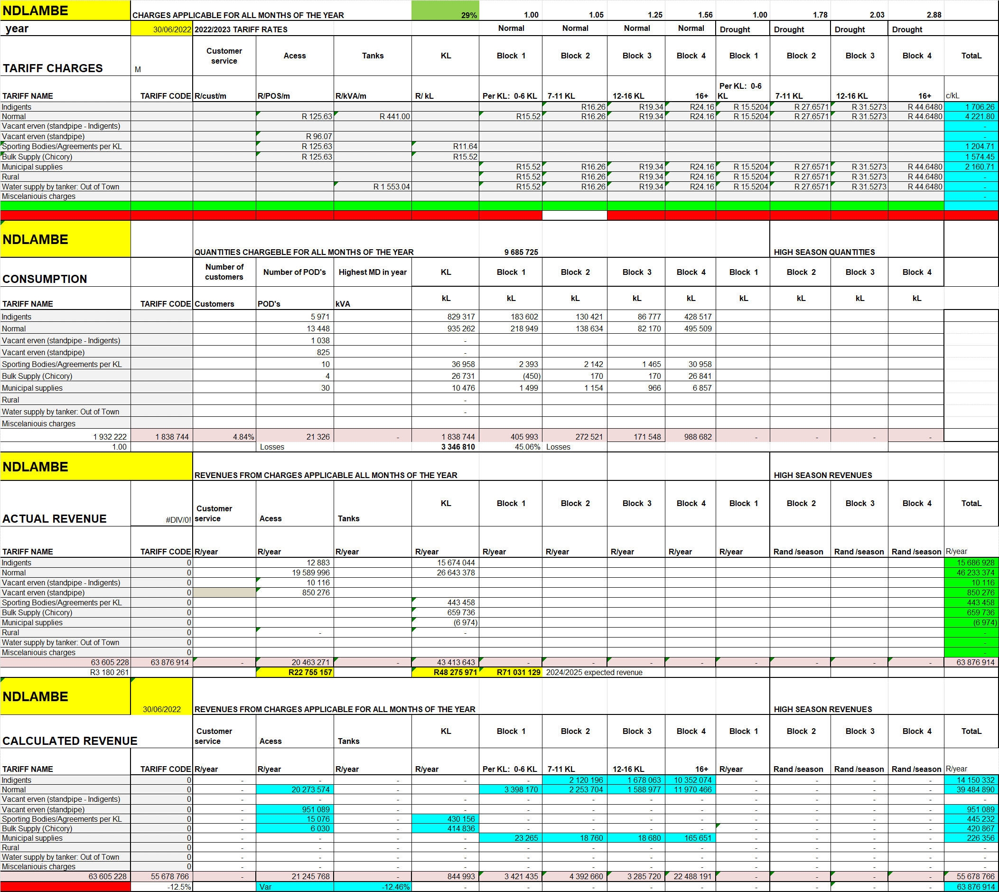 NDLAMBE CHARGES APPLICABLE FOR ALL MONTHS OF THE YEAR 29% 1.00 1.05 1.25 1.56 1.00 1.78 2.03 2.88
year 30/06/2022 2022/2023 TARIFF RATES Normal Normal Normal Normal Drought Drought Drought Drought
TARIFF CHARGES M Customer service Acess Tanks KL Block 1 Block 2 Block 3 Block 4 Block 1 Block 2 Block 3 Block 4 TotaL
TARIFF NAME TARIFF CODE R/cust/m R/POS/m R/kVA/m R/ kL Per KL: 0-6 KL 7-11 KL 12-16 KL 16+ Per KL: 0-6 KL 7-11 KL 12-16 KL 16+ c/kL
Indigents R16.26 R19.34 R24.16 R 15.5204 R 27.6571 R 31.5273 R 44.6480 1 706.26
Normal R 125.63 R 441.00 R15.52 R16.26 R19.34 R24.16 R 15.5204 R 27.6571 R 31.5273 R 44.6480 4 221.80
Vacant erven (standpipe - Indigents) -
Vacant erven (standpipe) R 96.07 -
Sporting Bodies/Agreements per KL R 125.63 R11.64 1 204.71
Bulk Supply (Chicory) R 125.63 R15.52 1 574.45
Municipal supplies R15.52 R16.26 R19.34 R24.16 R 15.5204 R 27.6571 R 31.5273 R 44.6480 2 160.71
Rural R15.52 R16.26 R19.34 R24.16 R 15.5204 R 27.6571 R 31.5273 R 44.6480 -
Water supply by tanker: Out of Town R 1 553.04 R15.52 R16.26 R19.34 R24.16 R 15.5204 R 27.6571 R 31.5273 R 44.6480 -
Miscelaniouis charges -
NDLAMBE QUANTITIES CHARGEBLE FOR ALL MONTHS OF THE YEAR 9 685 725 HIGH SEASON QUANTITIES
CONSUMPTION Number of customers Number of POD's Highest MD in year KL Block 1 Block 2 Block 3 Block 4 Block 1 Block 2 Block 3 Block 4
TARIFF NAME TARIFF CODE Customers POD's kVA kL kL kL kL kL kL kL kL kL
Indigents 5 971 829 317 183 602 130 421 86 777 428 517
Normal 13 448 935 262 218 949 138 634 82 170 495 509
Vacant erven (standpipe - Indigents) 1 038 -
Vacant erven (standpipe) 825 -
Sporting Bodies/Agreements per KL 10 36 958 2 393 2 142 1 465 30 958
Bulk Supply (Chicory) 4 26 731 (450) 170 170 26 841
Municipal supplies 30 10 476 1 499 1 154 966 6 857
Rural -
Water supply by tanker: Out of Town -
Miscelaniouis charges
1 932 222 1 838 744 4.84% 21 326 - 1 838 744 405 993 272 521 171 548 988 682 - - - -
1.00 Losses 3 346 810 45.06% Losses
NDLAMBE REVENUES FROM CHARGES APPLICABLE ALL MONTHS OF THE YEAR HIGH SEASON REVENUES
ACTUAL REVENUE #DIV/0! Customer service Acess Tanks KL Block 1 Block 2 Block 3 Block 4 Block 1 Block 2 Block 3 Block 4 TotaL
TARIFF NAME TARIFF CODE R/year R/year R/year R/year R/year R/year R/year R/year R/year Rand /season Rand /season Rand /season R/year
Indigents 0 12 883 15 674 044 15 686 928
Normal 0 19 589 996 26 643 378 46 233 374
Vacant erven (standpipe - Indigents) 0 10 116 10 116
Vacant erven (standpipe) 0 850 276 850 276
Sporting Bodies/Agreements per KL 0 443 458 443 458
Bulk Supply (Chicory) 0 659 736 659 736
Municipal supplies 0 (6 974) (6 974)
Rural 0 - - -
Water supply by tanker: Out of Town 0 -
Miscelaniouis charges 0 -
63 605 228 63 876 914 - 20 463 271 - 43 413 643 - - - - - - - - 63 876 914
R3 180 261 R22 755 157 R48 275 971 R71 031 129 2024/2025 expected revenue
NDLAMBE 30/06/2022 REVENUES FROM CHARGES APPLICABLE FOR ALL MONTHS OF THE YEAR HIGH SEASON REVENUES
CALCULATED REVENUE Customer service Acess Tanks KL Block 1 Block 2 Block 3 Block 4 Block 1 Block 2 Block 3 Block 4 TotaL
TARIFF NAME TARIFF CODE R/year R/year R/year R/year Per KL: 0-6 KL 7-11 KL 12-16 KL 16+ R/year Rand /season Rand /season Rand /season R/year
Indigents 0 - - - - - 2 120 196 1 678 063 10 352 074 - - - - 14 150 332
Normal 0 - 20 273 574 - - 3 398 170 2 253 704 1 588 977 11 970 466 - - - - 39 484 890
Vacant erven (standpipe - Indigents) 0 - - - - - - - - - - - - -
Vacant erven (standpipe) 0 - 951 089 - - - - - - - - - - 951 089
Sporting Bodies/Agreements per KL 0 - 15 076 - 430 156 - - - - - - - - 445 232
Bulk Supply (Chicory) 0 - 6 030 - 414 836 - - - - - - - - 420 867
Municipal supplies 0 - - - - 23 265 18 760 18 680 165 651 - - - - 226 356
Rural 0 - - - - - - - - - - - - -
Water supply by tanker: Out of Town 0 - - - - - - - - - - - - -
Miscelaniouis charges 0 - - - - - - - - - - - - -
63 605 228 55 678 766 - 21 245 768 - 844 993 3 421 435 4 392 660 3 285 720 22 488 191 - - - - 55 678 766
-12.5% Var -12.46% - - - - - - - - - 63 876 914